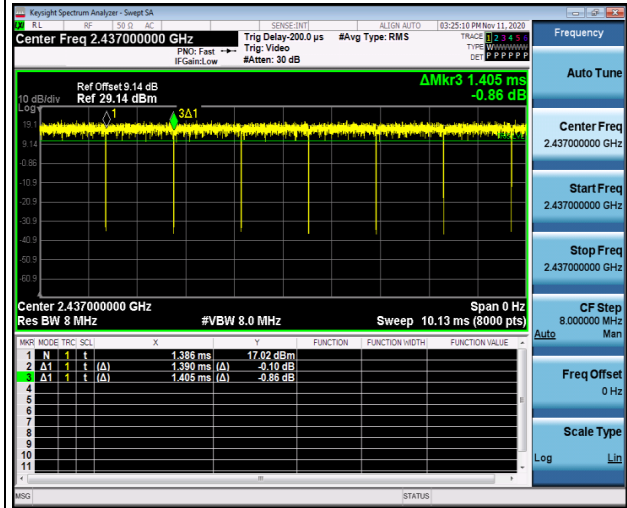 Keysight Spectrum Analyzer - Swept SA
RL RF 50 Ω AC SENSE:INT ALIGN AUTO 03:25:10 PM Nov 11, 2020
Center Freq 2.437000000 GHz
PNO: Fast
IFGain:Low
Trig Delay-200.0 µs
Trig: Video
#Atten: 30 dB
#Avg Type: RMS
TRACE 1 2 3 4 5 6
TYPE WWWWWW
DET P P P P P P
ΔMkr3 1.405 ms
-0.86 dB
Ref Offset 9.14 dB
10 dB/div Ref 29.14 dBm
Log
1
3Δ1
19.1
9.14
-0.86
-10.9
-20.9
-30.9
-40.9
-50.9
-60.9
Center 2.437000000 GHz Span 0 Hz
Res BW 8 MHz #VBW 8.0 MHz Sweep 10.13 ms (8000 pts)
MKR MODE TRC SCL X Y FUNCTION FUNCTION WIDTH FUNCTION VALUE
1 N 1 t 1.386 ms 17.02 dBm
2 Δ1 1 t (Δ) 1.390 ms (Δ) -0.10 dB
3 Δ1 1 t (Δ) 1.405 ms (Δ) -0.86 dB
4
5
6
7
8
9
10
11
MSG STATUS
Frequency
Auto Tune
Center Freq
2.437000000 GHz
Start Freq
2.437000000 GHz
Stop Freq
2.437000000 GHz
CF Step
8.000000 MHz
Auto Man
Freq Offset
0 Hz
Scale Type
Log Lin